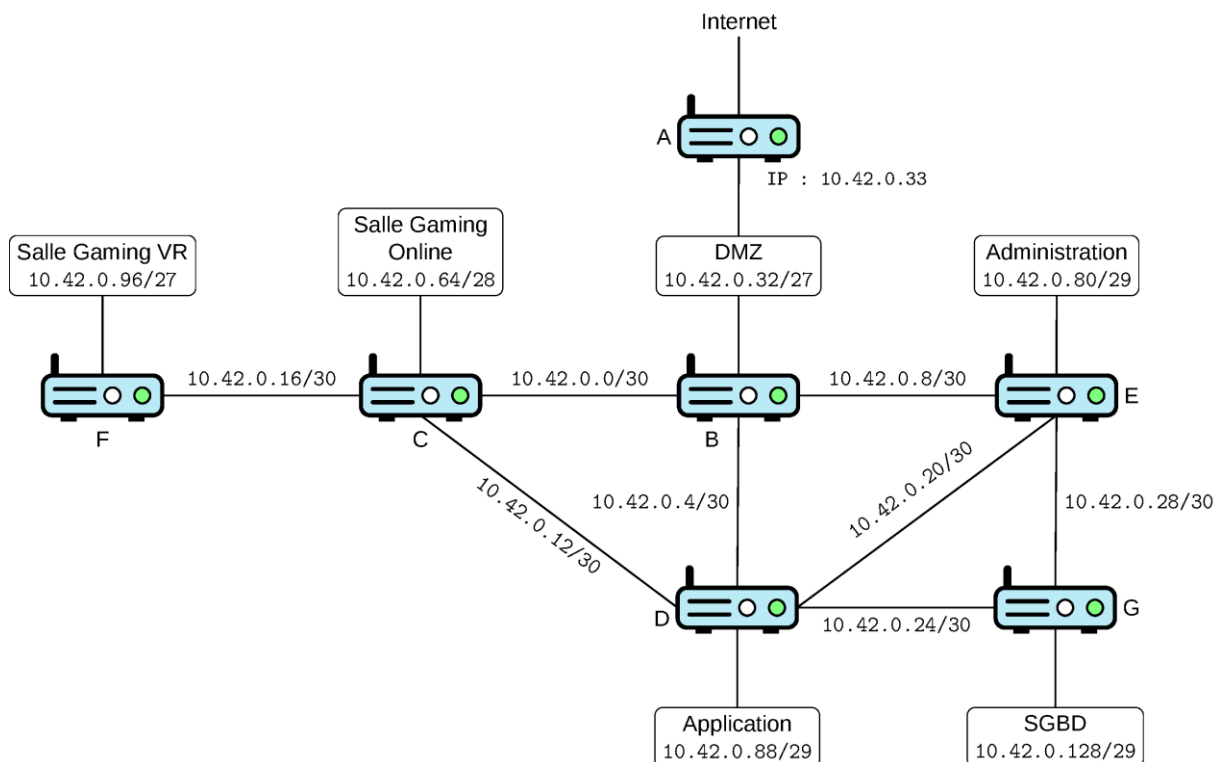 Internet
A
IP : 10.42.0.33
Salle Gaming VR
10.42.0.96/27
Salle Gaming
Online
10.42.0.64/28
DMZ
10.42.0.32/27
Administration
10.42.0.80/29
10.42.0.16/30
10.42.0.0/30
10.42.0.8/30
F
C
B
E
10.42.0.12/30
10.42.0.4/30
10.42.0.20/30
10.42.0.28/30
D
10.42.0.24/30
G
Application
10.42.0.88/29
SGBD
10.42.0.128/29